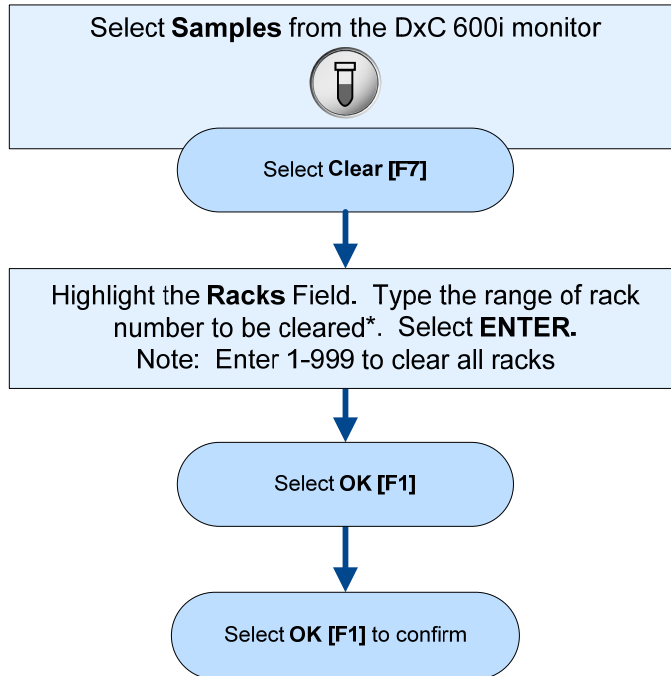 Select Samples from the DxC 600i monitor
Select Clear [F7]
Highlight the Racks Field. Type the range of rack
number to be cleared*. Select ENTER.
Note: Enter 1-999 to clear all racks
Select OK [F1]
Select OK [F1] to confirm